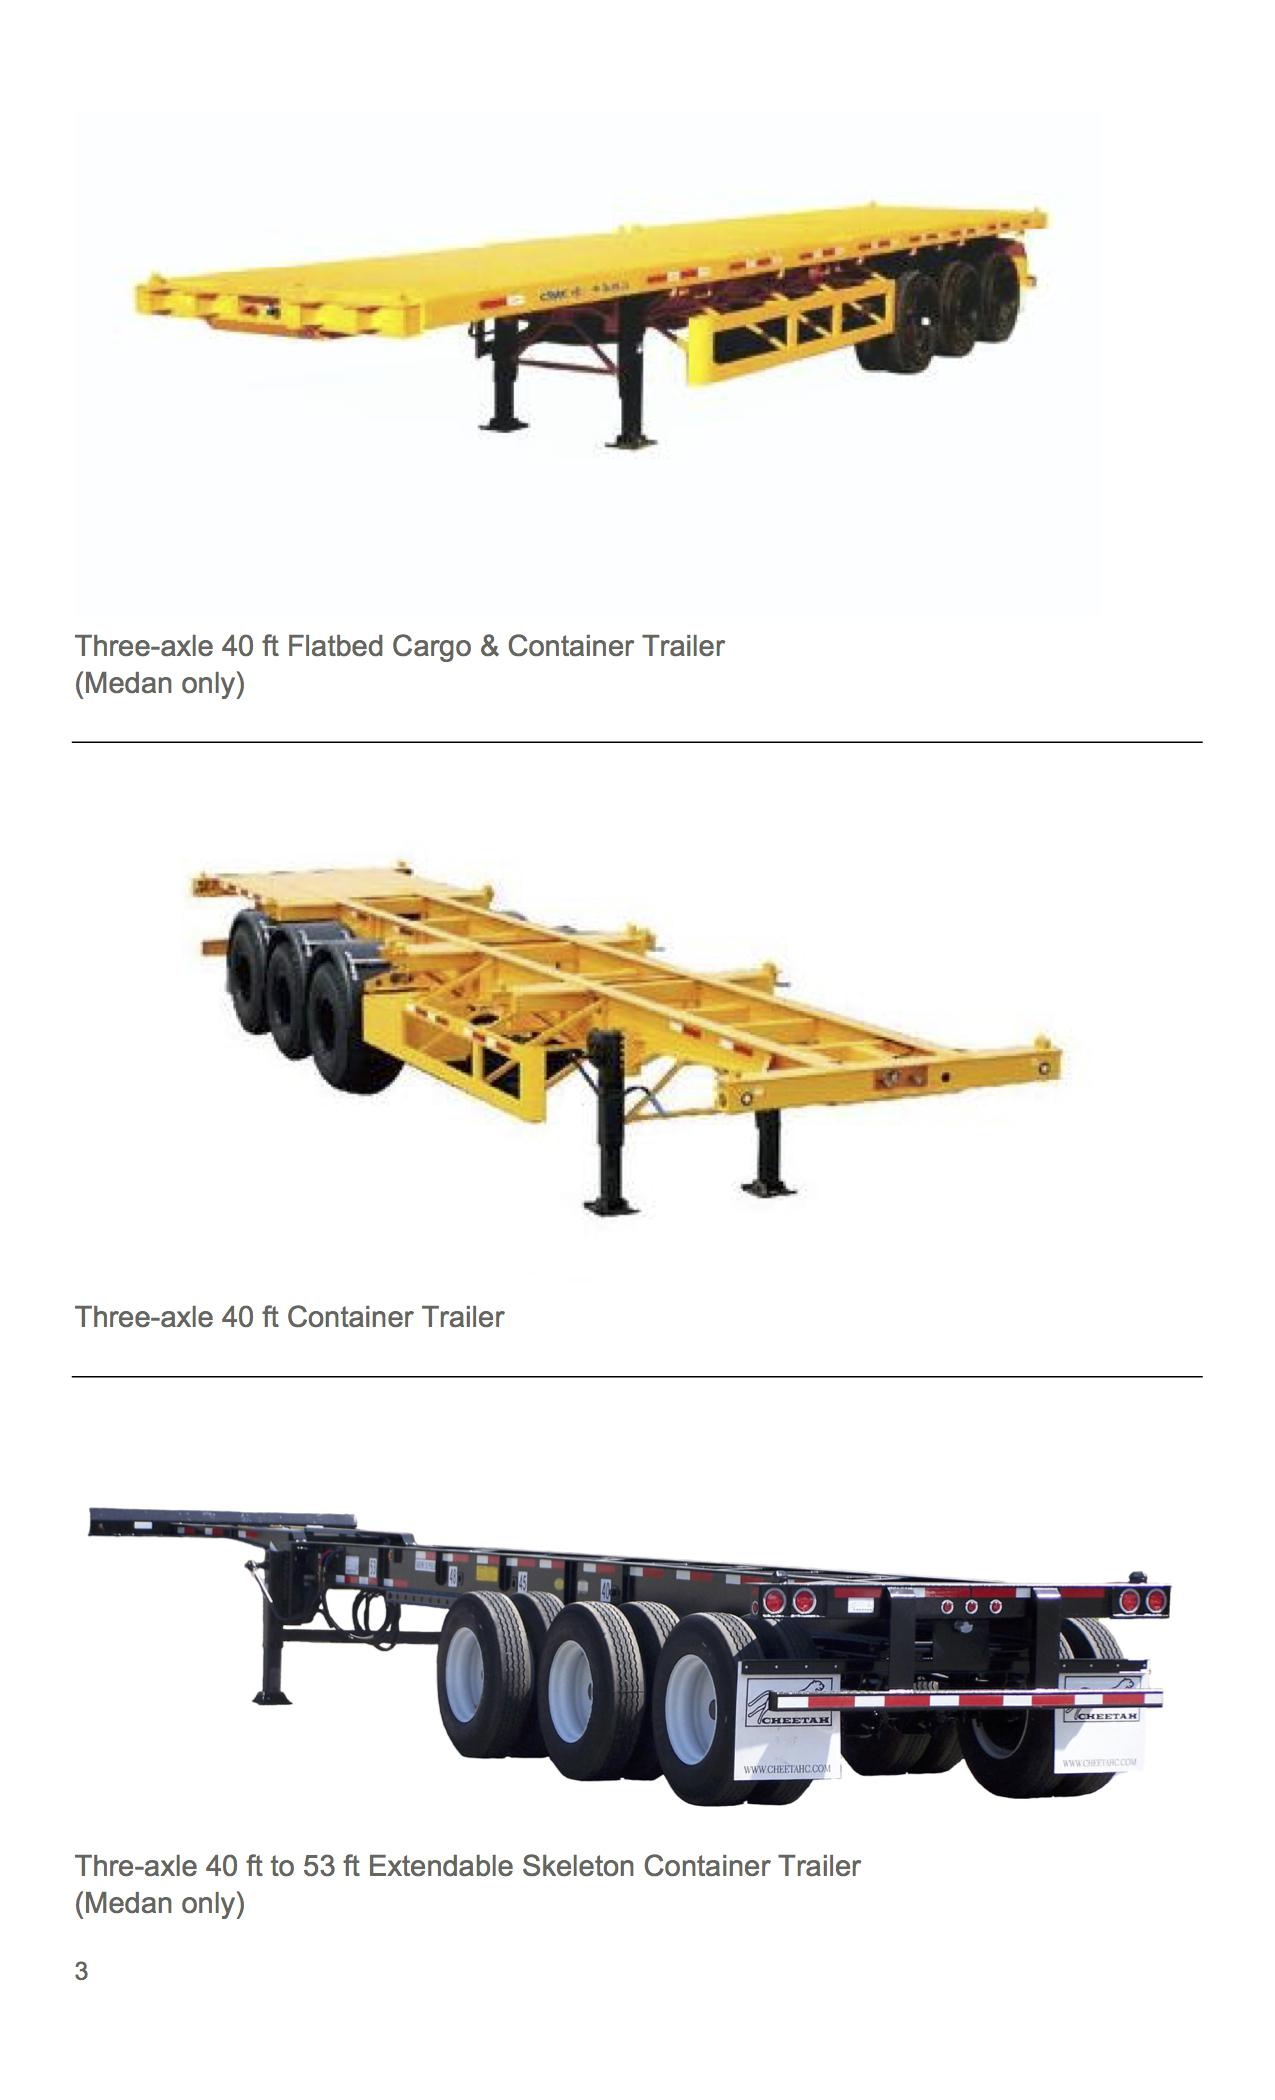 Three-axle 40 ft Flatbed Cargo & Container Trailer
(Medan only)
Three-axle 40 ft Container Trailer
53
48
45
40
CHEETAH
WWW.CHEETAHC.COM
CHEETAH
WWW.CHEETAHC.COM
Thre-axle 40 ft to 53 ft Extendable Skeleton Container Trailer
(Medan only)
3